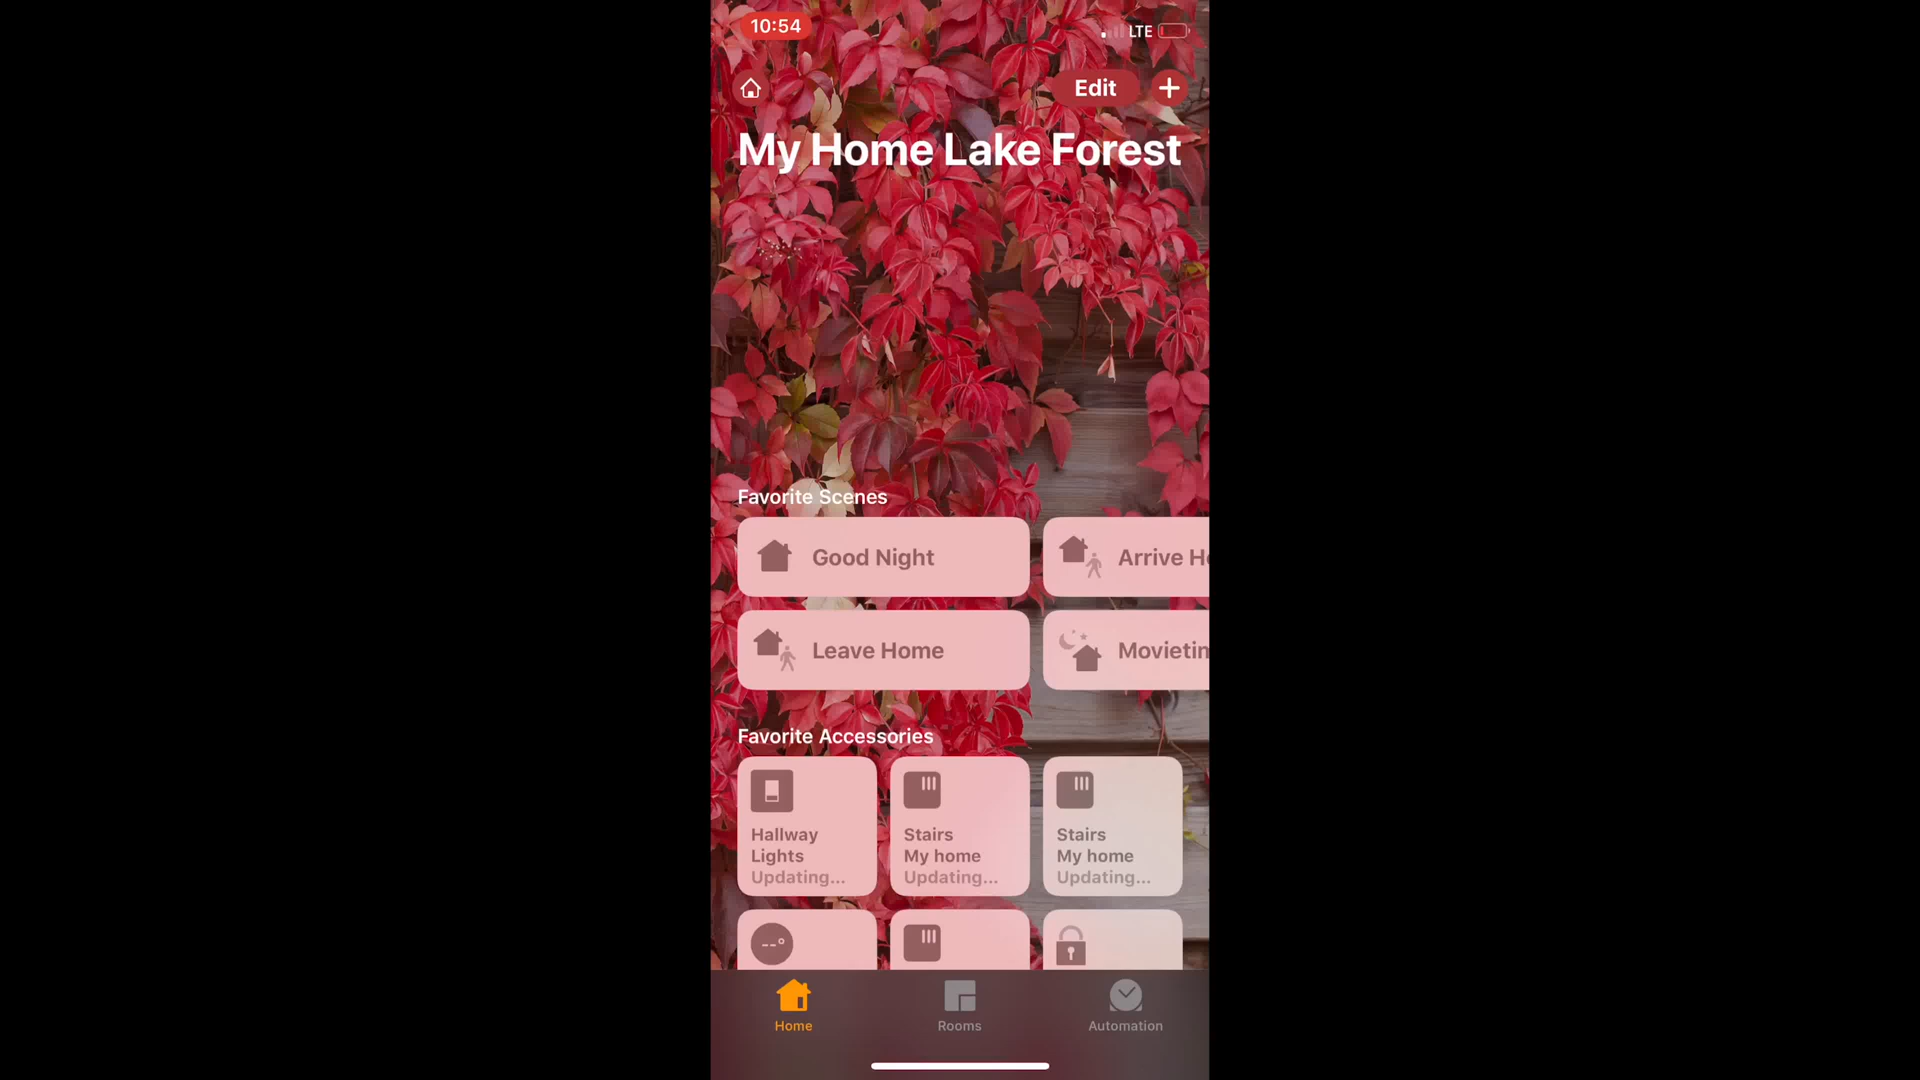 10:54
LTE
Edit
My Home Lake Forest
Favorite Scenes
Good Night
Arrive
Leave Home
Favorite Accessories
Hallway
Lights
Updating...
Stairs
My home
Updating...
Stairs
My home
Updating...
--°
Home
Rooms
Automation